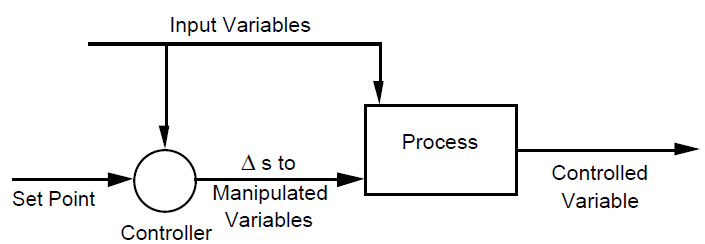 Input Variables
Process
Δ s to
Manipulated
Variables
Set Point
Controller
Controlled
Variable